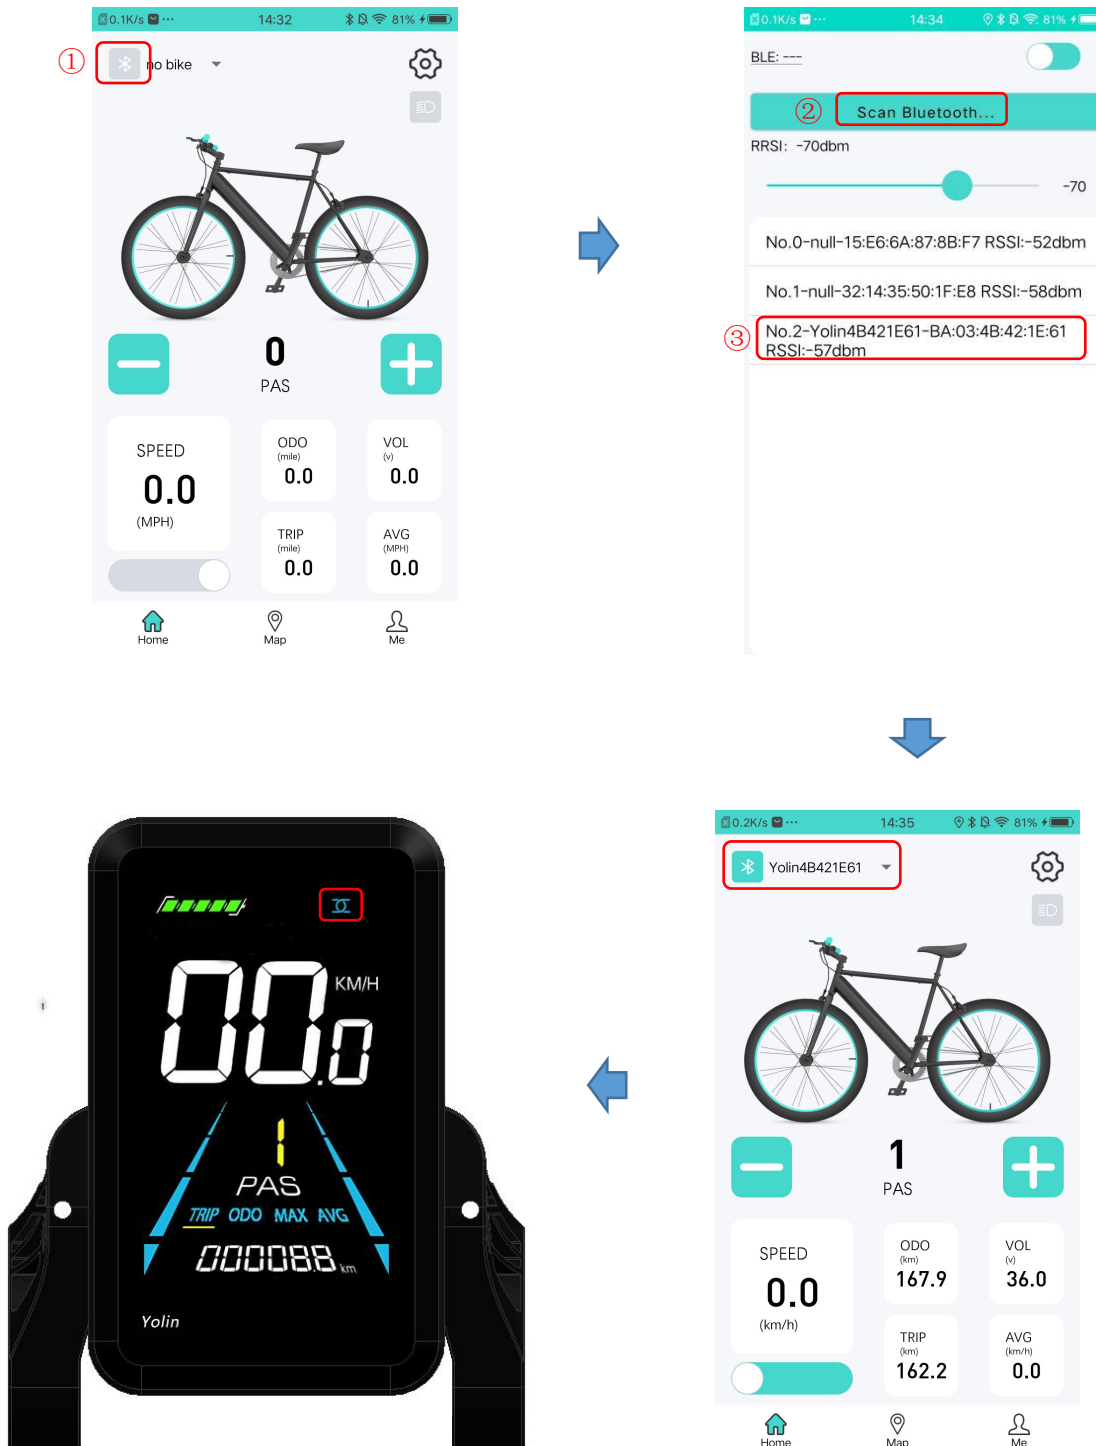 0.1K/s ··· 14:32 81%
① no bike
0
PAS
SPEED
0.0
(MPH)
ODO
(mile)
0.0
VOL
(v)
0.0
TRIP
(mile)
0.0
AVG
(MPH)
0.0
Home Map Me
0.1K/s ··· 14:34 81%
BLE: ---
② Scan Bluetooth...
RRSI: -70dbm
-70
No.0-null-15:E6:6A:87:8B:F7 RSSI:-52dbm
No.1-null-32:14:35:50:1F:E8 RSSI:-58dbm
③ No.2-Yolin4B421E61-BA:03:4B:42:1E:61
RSSI:-57dbm
0.2K/s ··· 14:35 81%
Yolin4B421E61
1
PAS
SPEED
0.0
(km/h)
ODO
(km)
167.9
VOL
(v)
36.0
TRIP
(km)
162.2
AVG
(km/h)
0.0
Home Map Me
00.0 KM/H
1
PAS
TRIP ODO MAX AVG
000088.8 km
Yolin